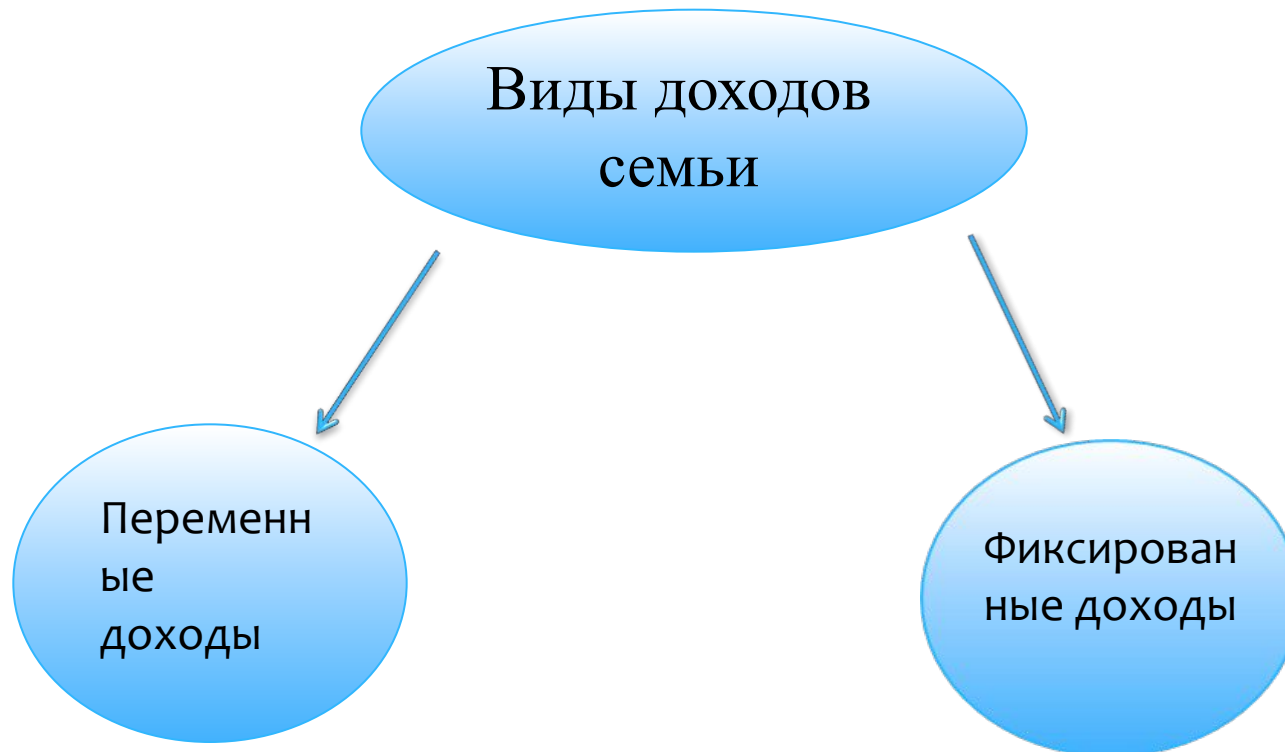 Виды доходов
семьи
Переменн
ые
доходы
Фиксирован
ные доходы